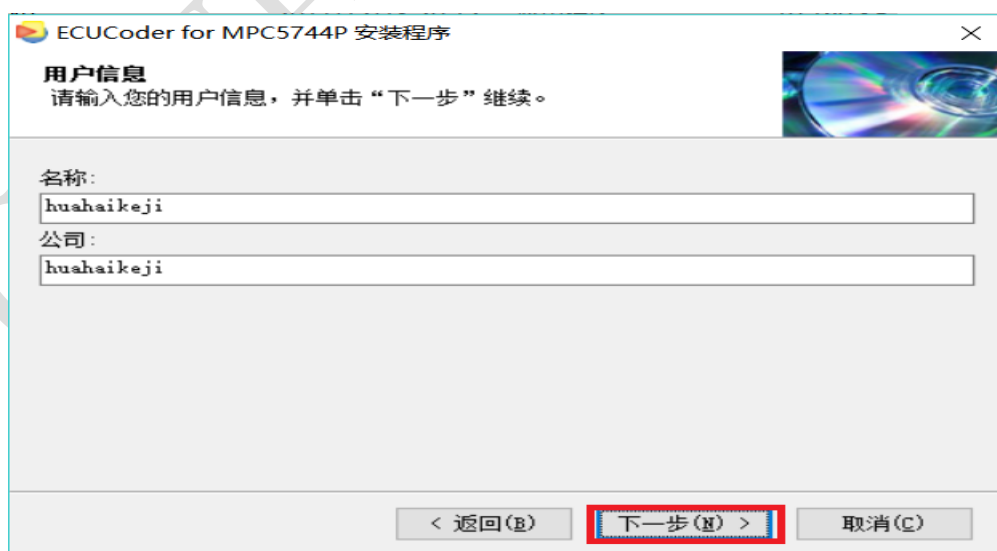 ECUCoder for MPC5744P 安装程序
用户信息
请输入您的用户信息，并单击“下一步”继续。
名称:
huahaikeji
公司:
huahaikeji
< 返回(B)
下一步(N) >
取消(C)